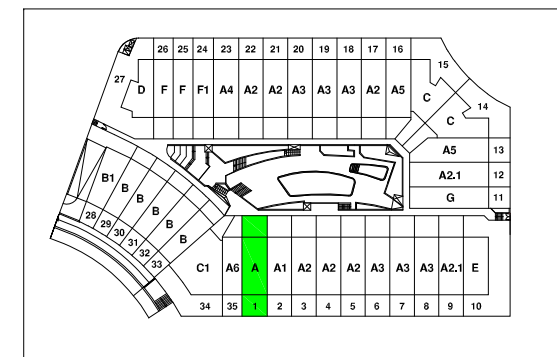 26 25 24 23 22 21 20 19 18 17 16
15
27
14
D F F F1 A4 A2 A2 A3 A3 A3 A2 A5
C
C
A5 13
A2.1 12
G 11
B1
B
B
B
B
B
28
29
30
31
32
33
C1 A6 A A1 A2 A2 A2 A3 A3 A3 A2.1 E
34 35 1 2 3 4 5 6 7 8 9 10